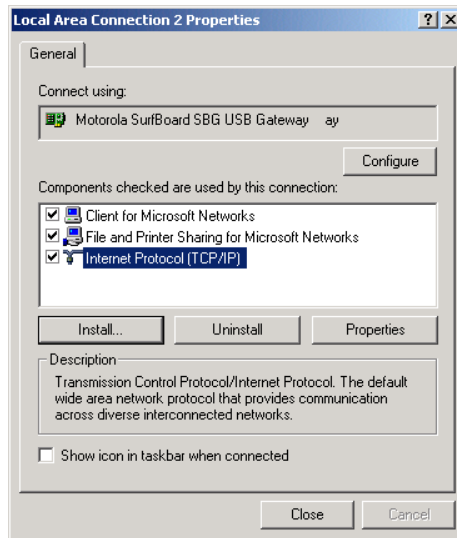 Local Area Connection 2 Properties
General
Connect using:
Motorola SurfBoard SBG USB Gateway ay
Configure
Components checked are used by this connection:
Client for Microsoft Networks
File and Printer Sharing for Microsoft Networks
Internet Protocol (TCP/IP)
Install... Uninstall Properties
Description
Transmission Control Protocol/Internet Protocol. The default
wide area network protocol that provides communication
across diverse interconnected networks.
Show icon in taskbar when connected
Close Cancel